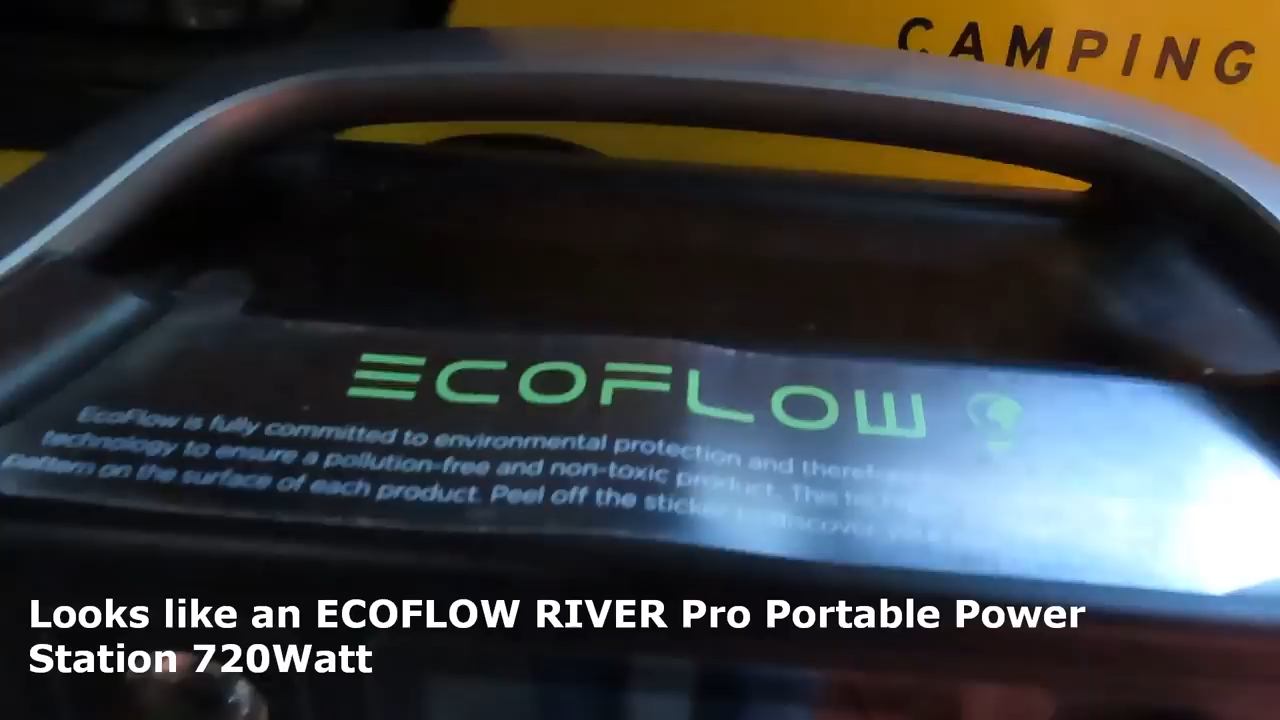 CAMPING
ECOFLOW
EcoFlow is fully committed to environmental protection and
technology to ensure a pollution-free and non-toxic product. This
pattern on the surface of each product. Peel off the sticker discover
Looks like an ECOFLOW RIVER Pro Portable Power
Station 720Watt